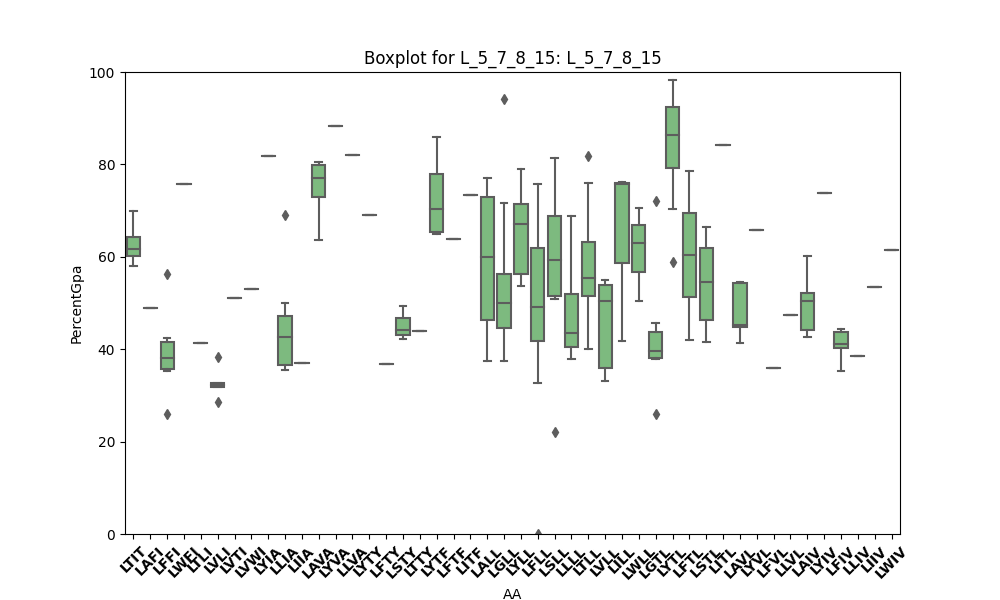 Boxplot for L_5_7_8_15: L_5_7_8_15
PercentGpa
100
80
60
40
20
0
LTIT LAFI LFFI LWFI LTLI LVLI LVTI LVWI LYIA LLIA LIIA LAVA LYVA LLVA LYTY LFTY LSTY LTTY LYTF LFTF LITF LALL LGLL LYLL LFLL LSLL LLLL LTLL LVLL LILL LWLL LGTL LYTL LFTL LSTL LITL LAVL LYVL LFVL LLVL LAIV LYIV LFIV LLIV LIIV LWIV
AA